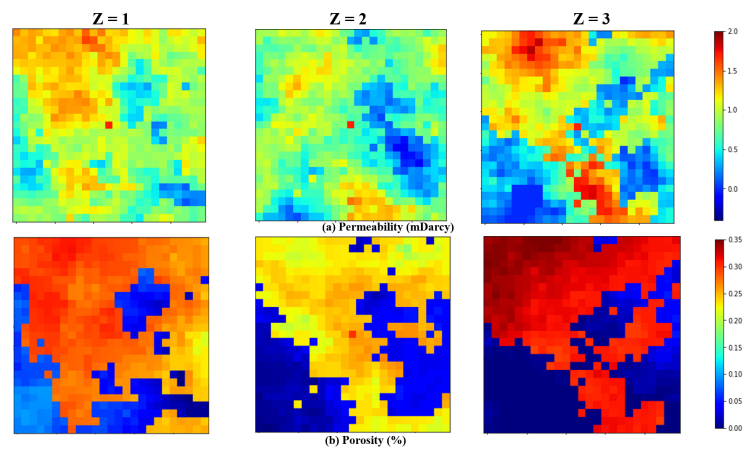 Z = 1
Z = 2
Z = 3
2.0
1.5
1.0
0.5
0.0
(a) Permeability (mDarcy)
0.35
0.30
0.25
0.20
0.15
0.10
0.05
0.00
(b) Porosity (%)